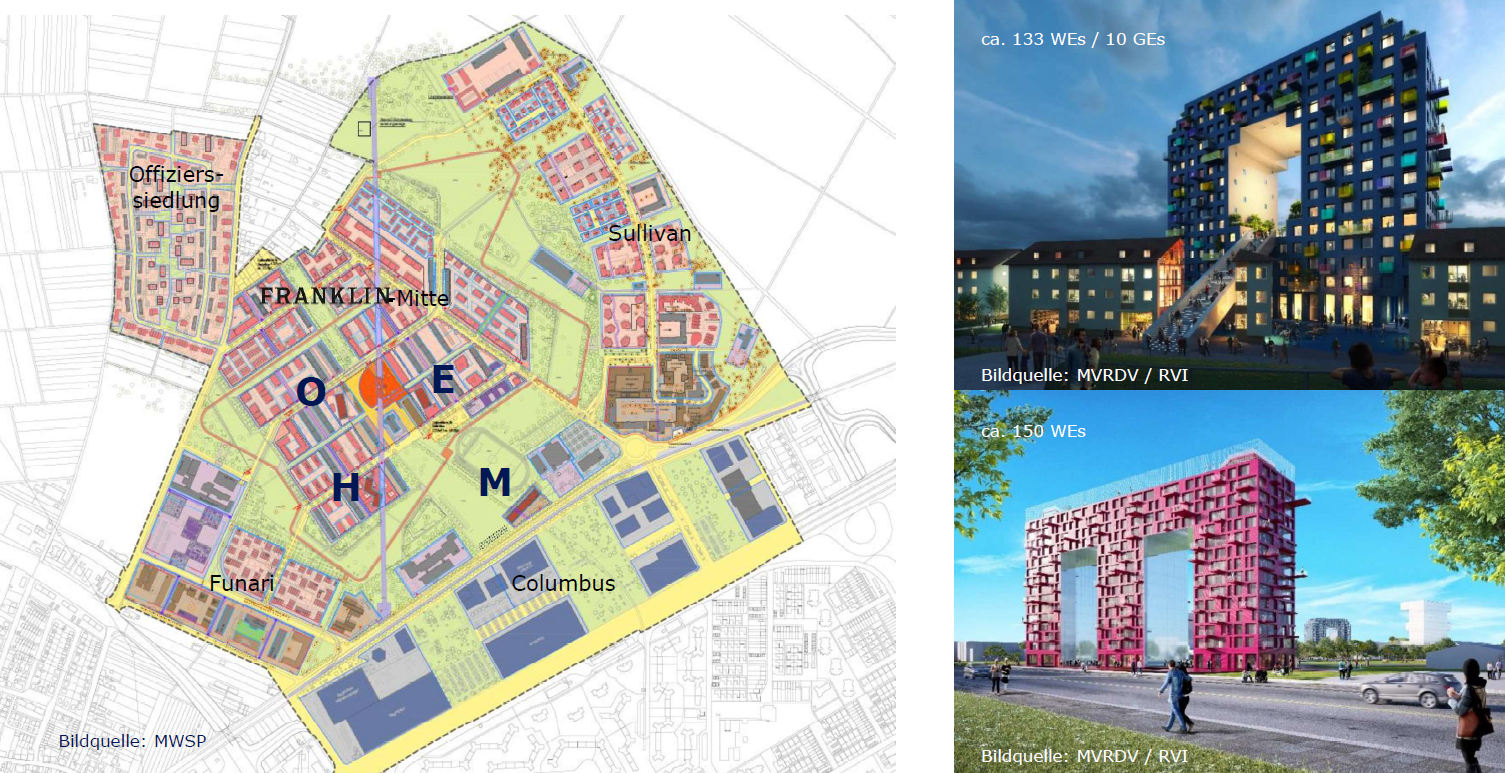 Offiziers-
siedlung
Sullivan
FRANKLIN-Mitte
O
E
H
M
Funari
Columbus
Bildquelle: MWSP
ca. 133 WEs / 10 GEs
Bildquelle: MVRDV / RVI
ca. 150 WEs
Bildquelle: MVRDV / RVI